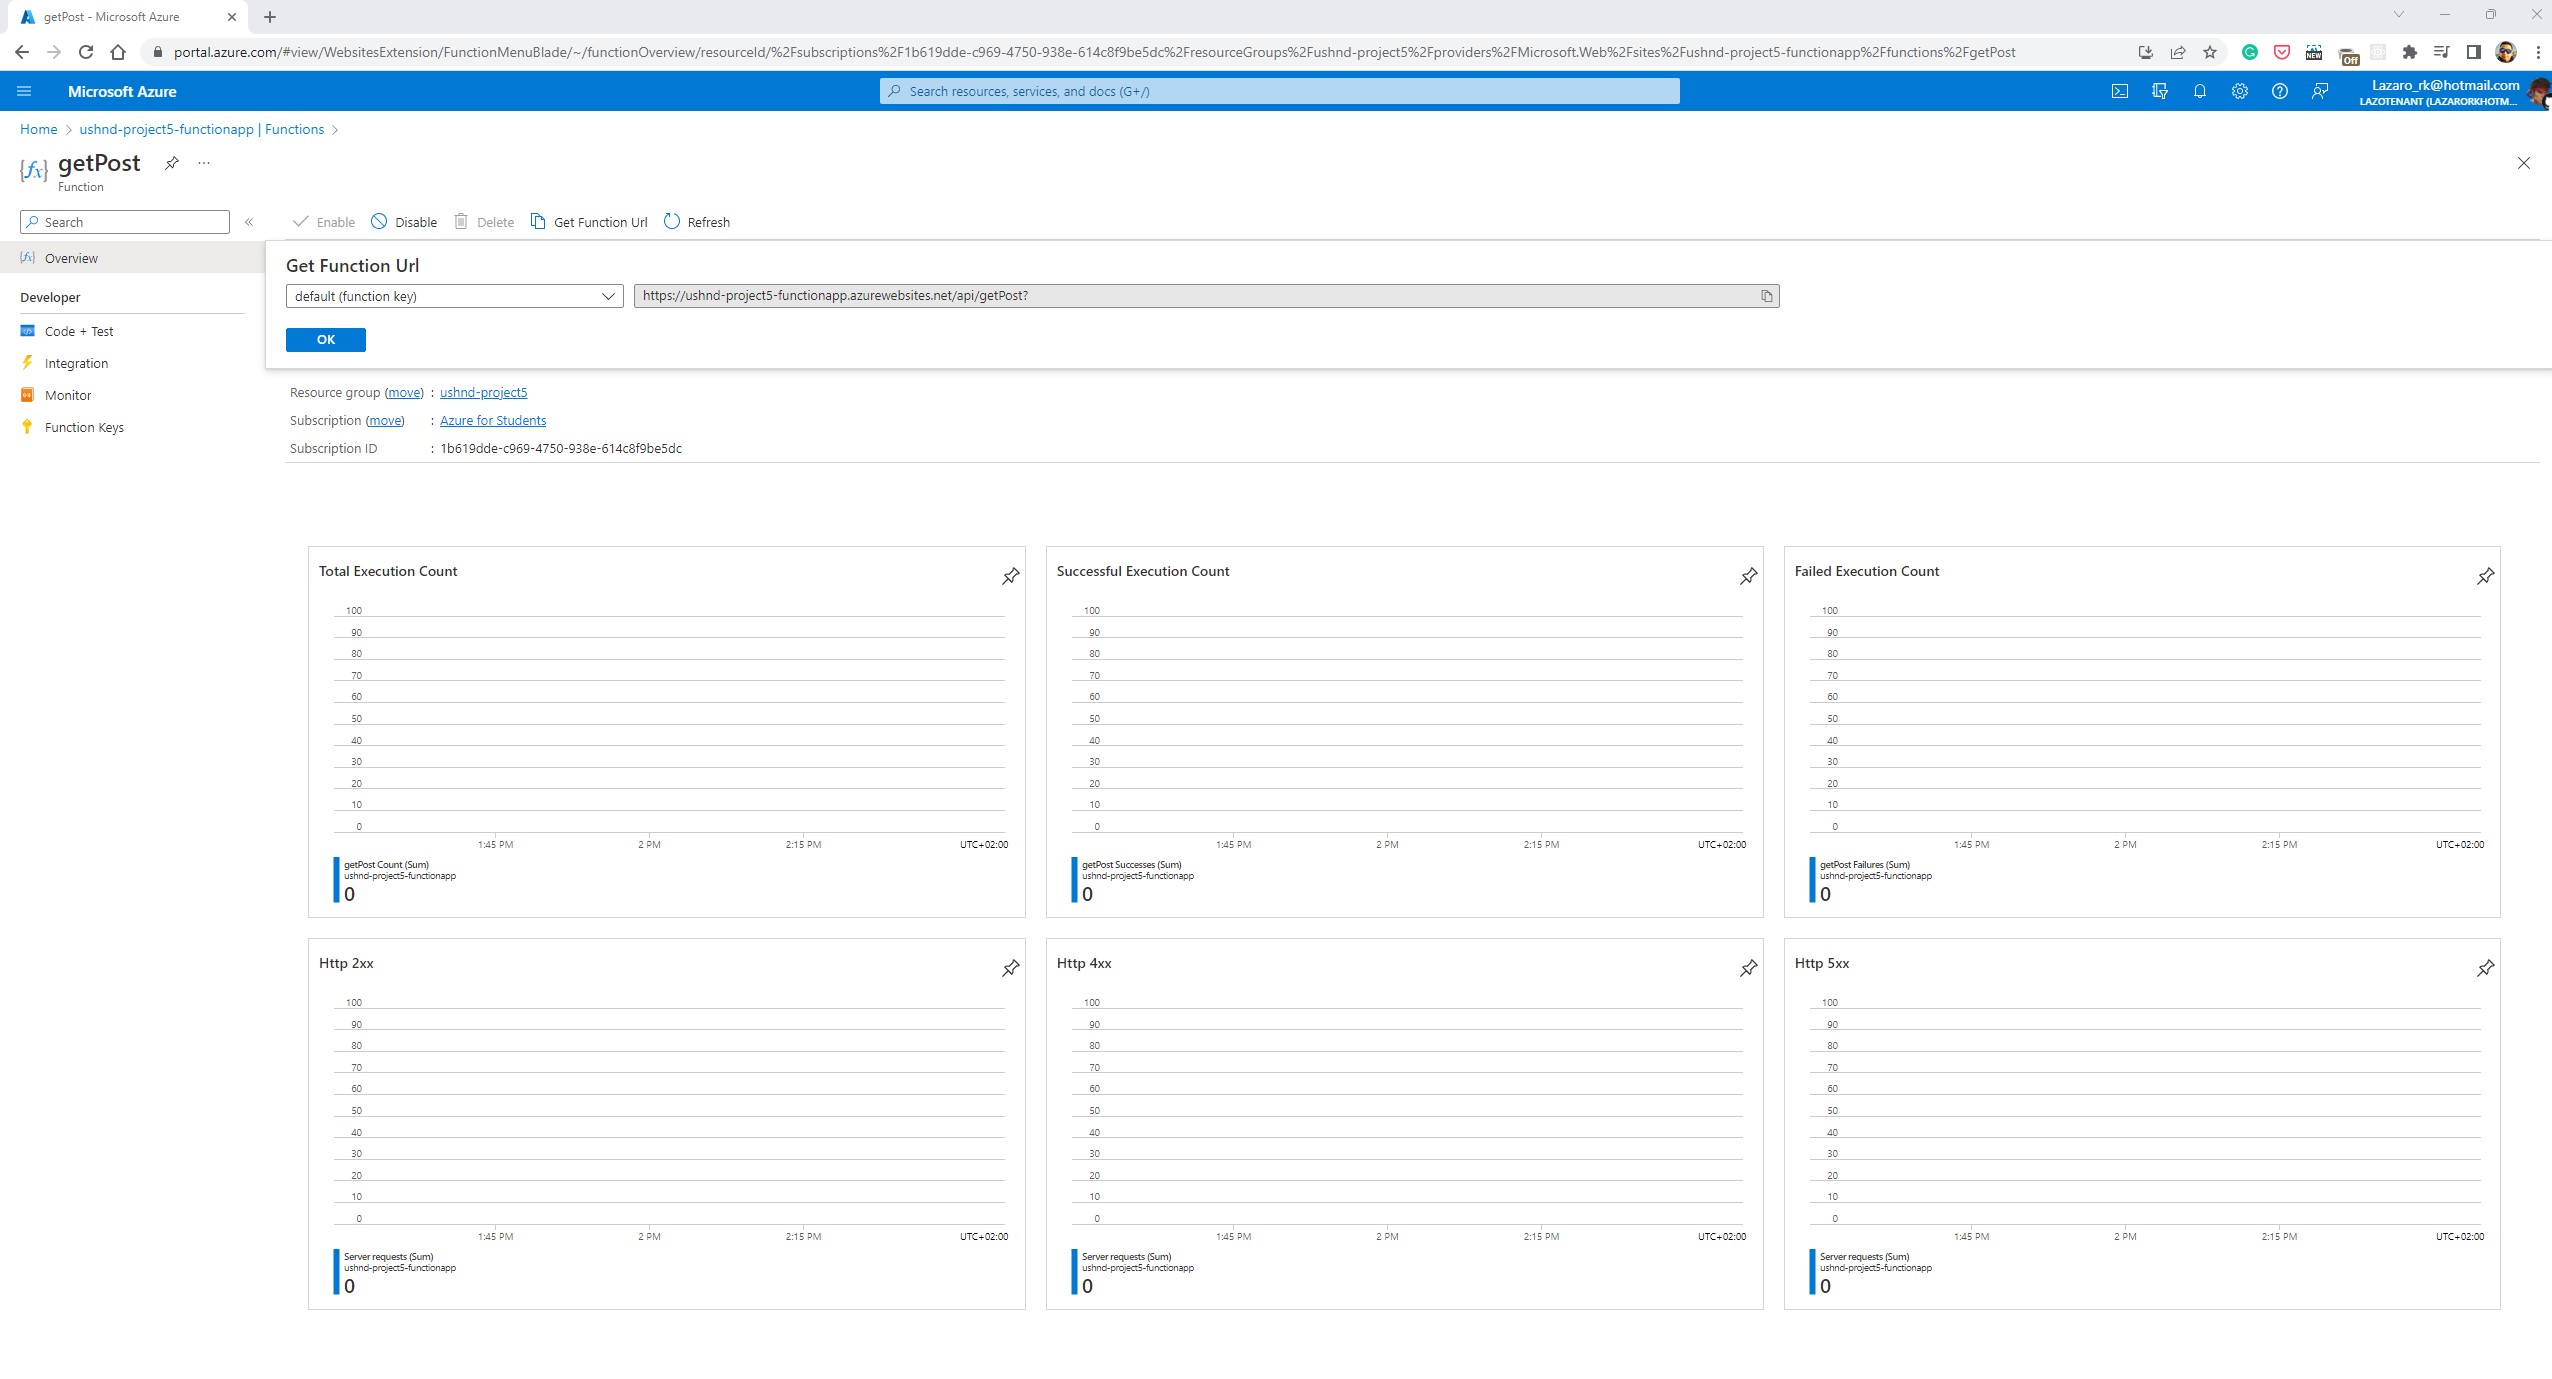 getPost - Microsoft Azure
portal.azure.com/#view/WebsitesExtension/FunctionMenuBlade/~/functionOverview/resourceId/%2Fsubscriptions%2F1b619dde-c969-4750-938e-614c8f9be5dc%2FresourceGroups%2Fushnd-project5%2Fproviders%2FMicrosoft.Web%2Fsites%2Fushnd-project5-functionapp%2Ffunctions%2FgetPost
NEW
Off
Microsoft Azure
Search resources, services, and docs (G+/)
Lazaro_rk@hotmail.com
LAZOTENANT (LAZARORKHOTM...
Home > ushnd-project5-functionapp | Functions >
getPost
Function
Search
Enable Disable Delete Get Function Url Refresh
Overview
Developer
Code + Test
Integration
Monitor
Function Keys
Get Function Url
default (function key)
https://ushnd-project5-functionapp.azurewebsites.net/api/getPost?
OK
Resource group (move) : ushnd-project5
Subscription (move) : Azure for Students
Subscription ID : 1b619dde-c969-4750-938e-614c8f9be5dc
Total Execution Count
100
90
80
70
60
50
40
30
20
10
0
1:45 PM 2 PM 2:15 PM UTC+02:00
getPost Count (Sum)
ushnd-project5-functionapp
0
Successful Execution Count
100
90
80
70
60
50
40
30
20
10
0
1:45 PM 2 PM 2:15 PM UTC+02:00
getPost Successes (Sum)
ushnd-project5-functionapp
0
Failed Execution Count
100
90
80
70
60
50
40
30
20
10
0
1:45 PM 2 PM 2:15 PM UTC+02:00
getPost Failures (Sum)
ushnd-project5-functionapp
0
Http 2xx
100
90
80
70
60
50
40
30
20
10
0
1:45 PM 2 PM 2:15 PM UTC+02:00
Server requests (Sum)
ushnd-project5-functionapp
0
Http 4xx
100
90
80
70
60
50
40
30
20
10
0
1:45 PM 2 PM 2:15 PM UTC+02:00
Server requests (Sum)
ushnd-project5-functionapp
0
Http 5xx
100
90
80
70
60
50
40
30
20
10
0
1:45 PM 2 PM 2:15 PM UTC+02:00
Server requests (Sum)
ushnd-project5-functionapp
0